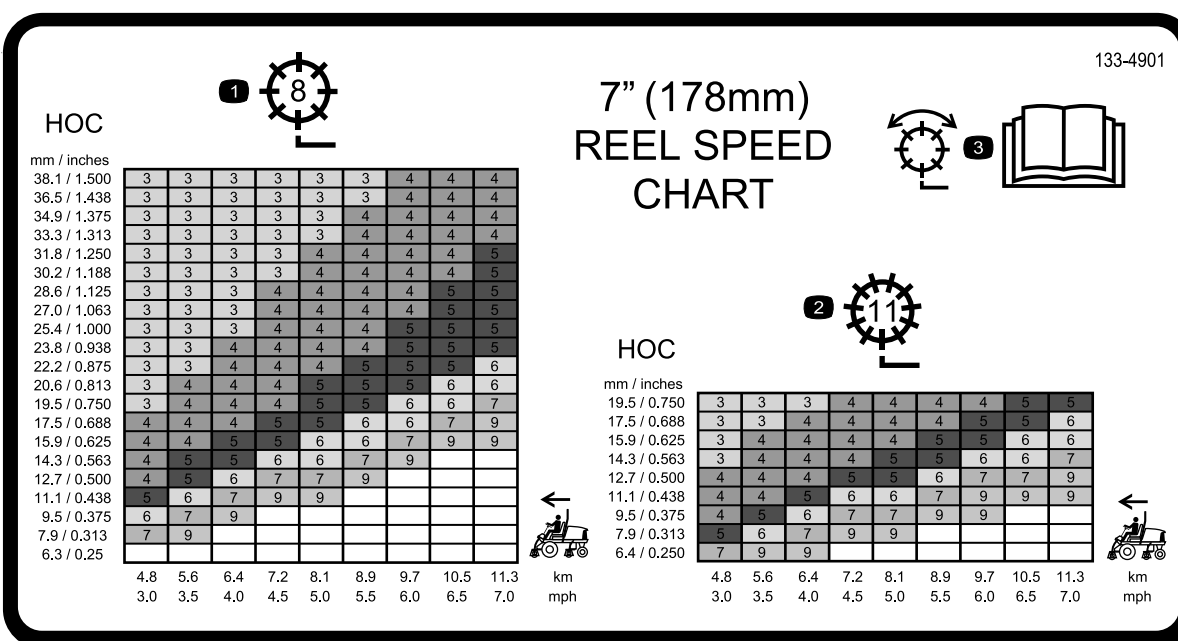 133-4901
7” (178mm)
REEL SPEED
CHART
3
1
8
HOC
mm / inches
38.1 / 1.500 3 3 3 3 3 3 4 4 4
36.5 / 1.438 3 3 3 3 3 3 4 4 4
34.9 / 1.375 3 3 3 3 3 4 4 4 4
33.3 / 1.313 3 3 3 3 3 4 4 4 4
31.8 / 1.250 3 3 3 3 4 4 4 4 5
30.2 / 1.188 3 3 3 3 4 4 4 4 5
28.6 / 1.125 3 3 3 4 4 4 4 5 5
27.0 / 1.063 3 3 3 4 4 4 4 5 5
25.4 / 1.000 3 3 3 4 4 4 5 5 5
23.8 / 0.938 3 3 4 4 4 4 5 5 5
22.2 / 0.875 3 3 4 4 4 5 5 5 6
20.6 / 0.813 3 4 4 4 5 5 5 6 6
19.5 / 0.750 3 4 4 4 5 5 6 6 7
17.5 / 0.688 4 4 4 5 5 6 6 7 9
15.9 / 0.625 4 4 5 5 6 6 7 9 9
14.3 / 0.563 4 5 5 6 6 7 9
12.7 / 0.500 4 5 6 7 7 9
11.1 / 0.438 5 6 7 9 9
9.5 / 0.375 6 7 9
7.9 / 0.313 7 9
6.3 / 0.25
4.8 5.6 6.4 7.2 8.1 8.9 9.7 10.5 11.3 km
3.0 3.5 4.0 4.5 5.0 5.5 6.0 6.5 7.0 mph
2
11
HOC
mm / inches
19.5 / 0.750 3 3 3 4 4 4 4 5 5
17.5 / 0.688 3 3 4 4 4 4 5 5 6
15.9 / 0.625 3 4 4 4 4 5 5 6 6
14.3 / 0.563 3 4 4 4 5 5 6 6 7
12.7 / 0.500 4 4 4 5 5 6 7 7 9
11.1 / 0.438 4 4 5 6 6 7 9 9 9
9.5 / 0.375 4 5 6 7 7 9 9
7.9 / 0.313 5 6 7 9 9
6.4 / 0.250 7 9 9
4.8 5.6 6.4 7.2 8.1 8.9 9.7 10.5 11.3 km
3.0 3.5 4.0 4.5 5.0 5.5 6.0 6.5 7.0 mph